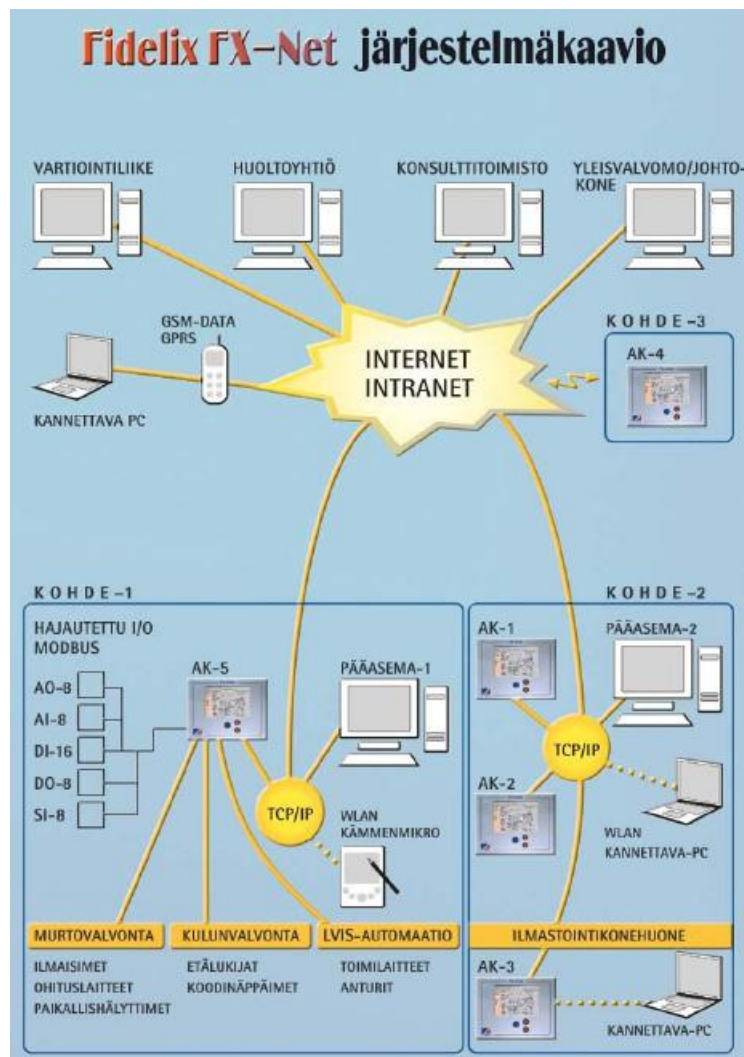 Fidelix FX-Net järjestelmäkaavio
VARTIOINTILIIKE
HUOLTOYHTIÖ
KONSULTTITOIMISTO
YLEISVALVOMO/JOHTO-
KONE
GSM-DATA
GPRS
KANNETTAVA PC
INTERNET
INTRANET
KOHDE-3
AK-4
KOHDE-1
HAJAUTETTU I/O
MODBUS
AO-8
AI-8
DI-16
DO-8
SI-8
AK-5
PÄÄASEMA-1
TCP/IP
WLAN
KÄMMENMIKRO
MURTOVALVONTA
ILMAISIMET
OHITUSLAITTEET
PAIKALLISHÄLYTTIMET
KULUNVALVONTA
ETÄLUKIJAT
KOODINÄPPÄIMET
LVIS-AUTOMAATIO
TOIMILAITTEET
ANTURIT
KOHDE-2
AK-1
PÄÄASEMA-2
TCP/IP
AK-2
WLAN
KANNETTAVA-PC
ILMASTOINTIKONEHUONE
AK-3
KANNETTAVA-PC